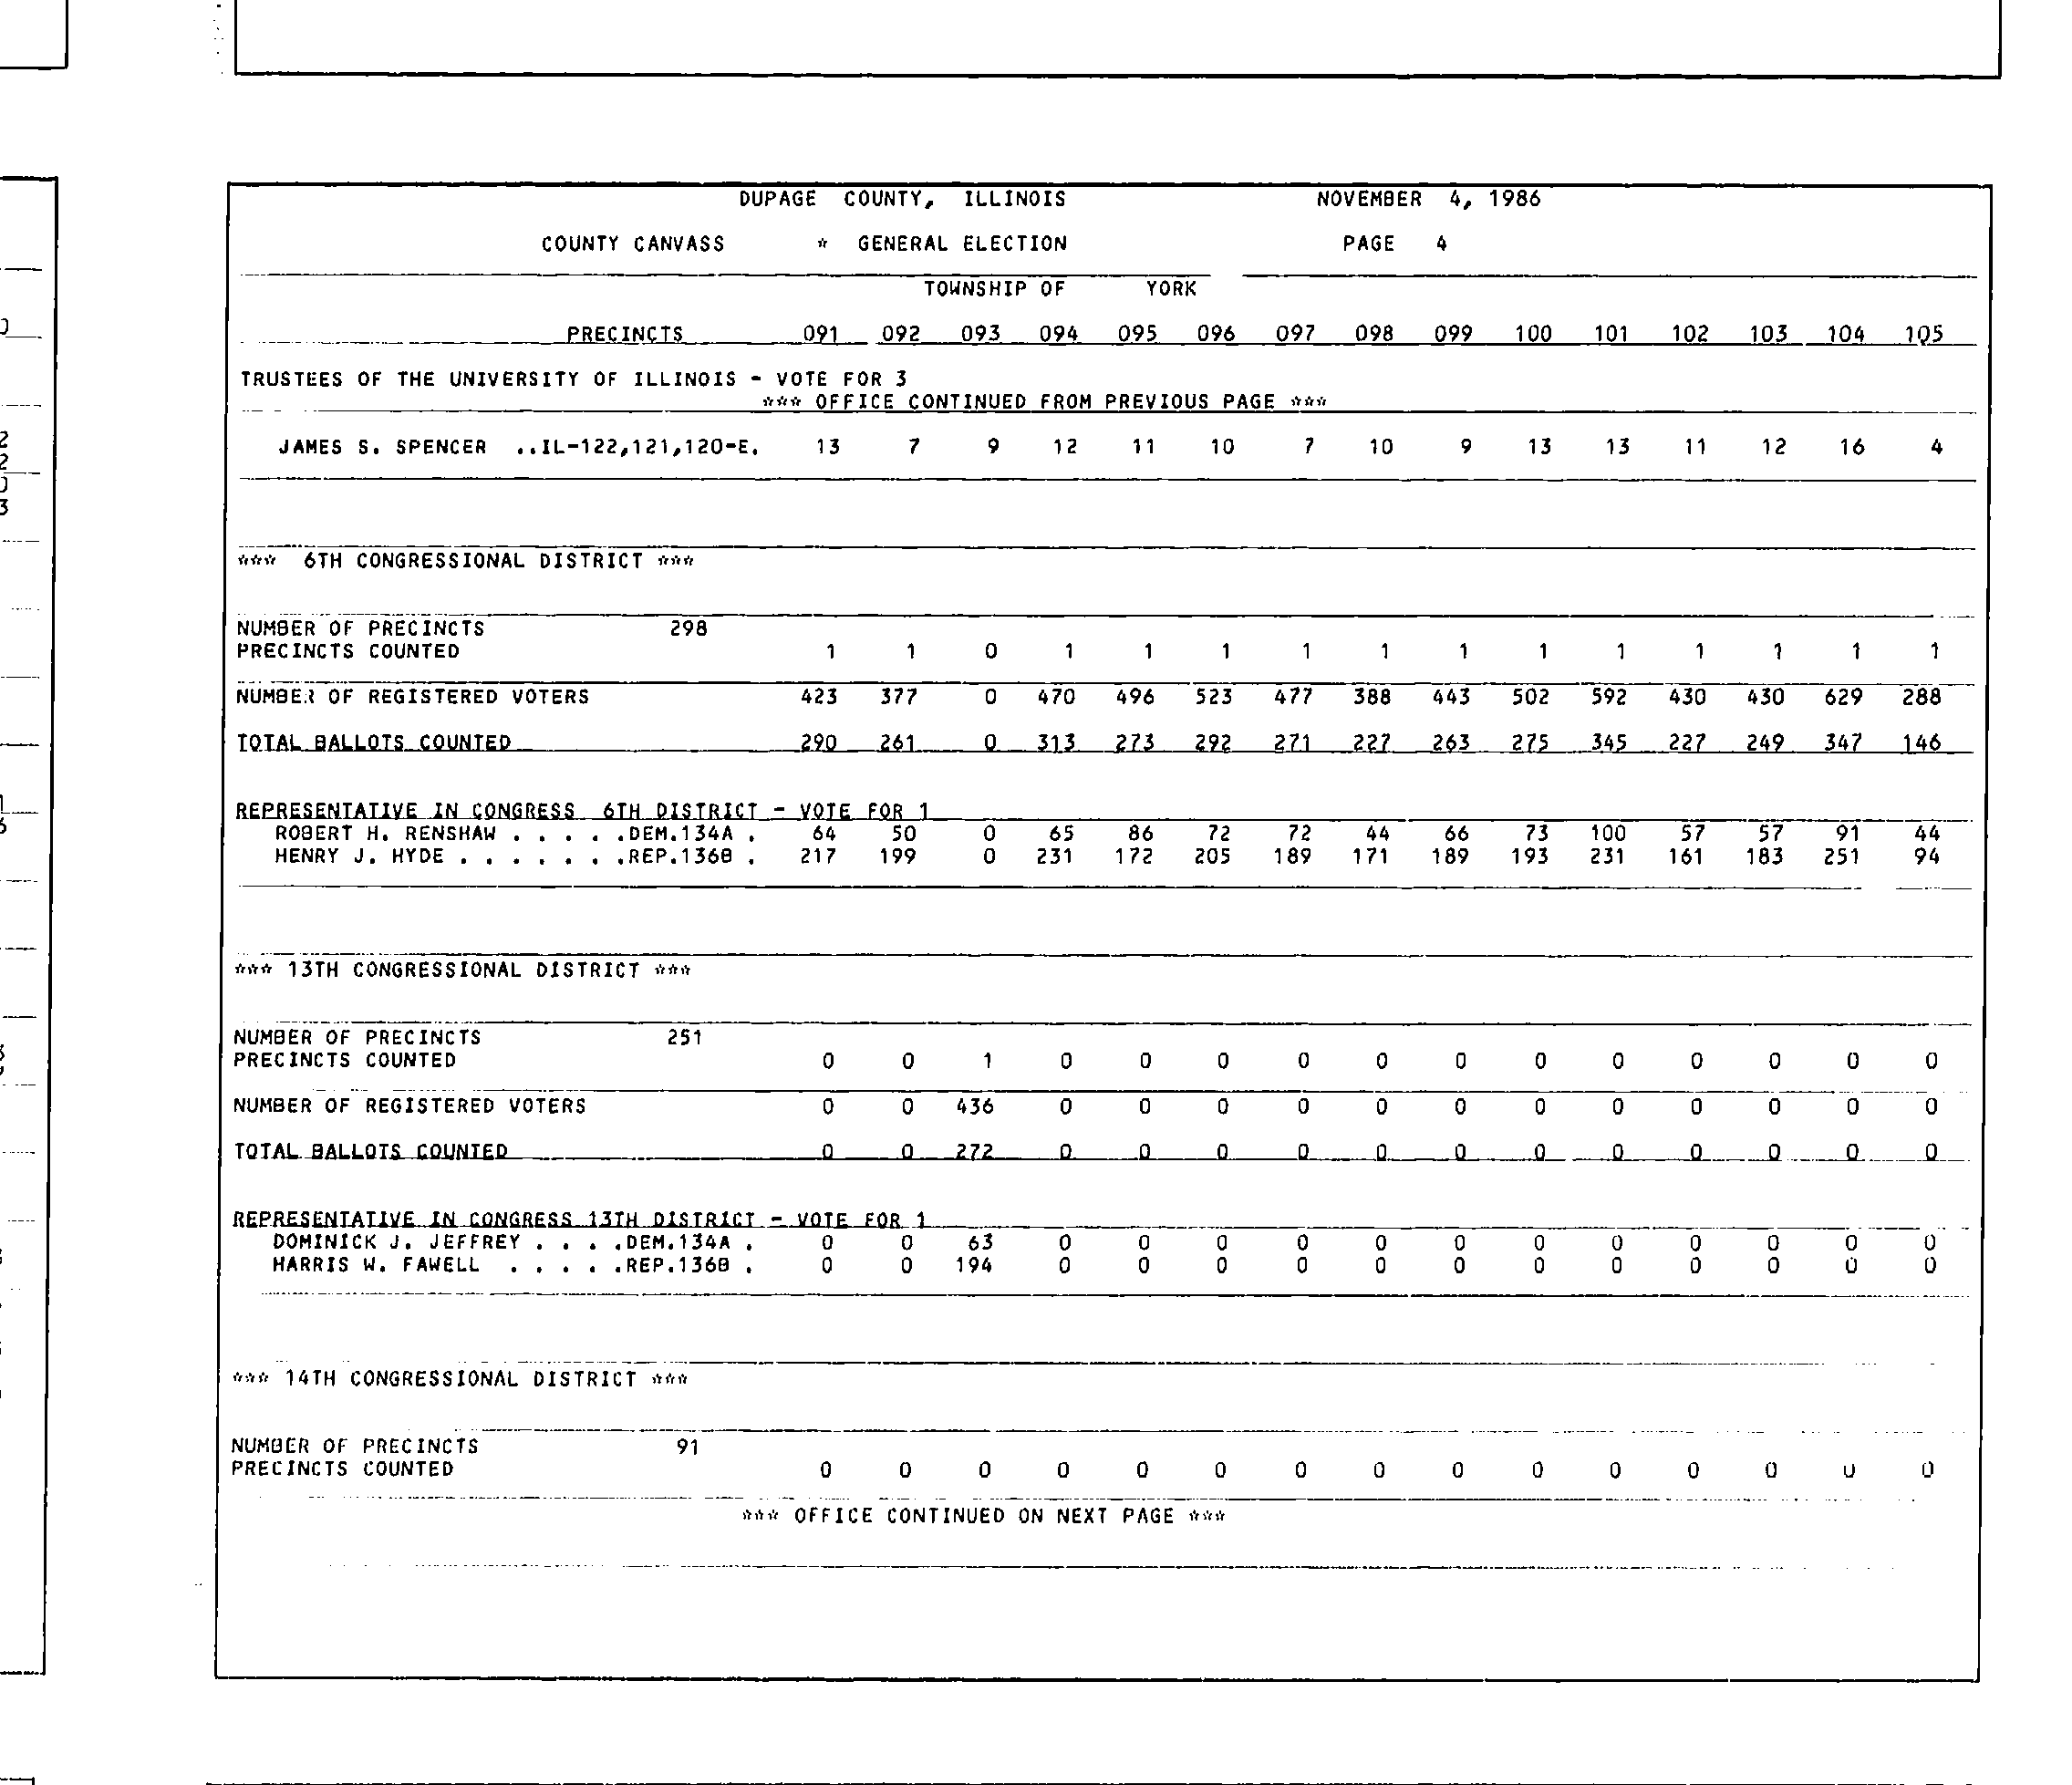 DUPAGE COUNTY, ILLINOIS NOVEMBER 4, 1986
COUNTY CANVASS * GENERAL ELECTION PAGE 4
TOWNSHIP OF YORK
PRECINCTS 091 092 093 094 095 096 097 098 099 100 101 102 103 104 105
TRUSTEES OF THE UNIVERSITY OF ILLINOIS - VOTE FOR 3
*** OFFICE CONTINUED FROM PREVIOUS PAGE ***
JAMES S. SPENCER ..IL-122,121,120-E. 13 7 9 12 11 10 7 10 9 13 13 11 12 16 4
*** 6TH CONGRESSIONAL DISTRICT ***
NUMBER OF PRECINCTS 298
PRECINCTS COUNTED 1 1 0 1 1 1 1 1 1 1 1 1 1 1 1
NUMBER OF REGISTERED VOTERS 423 377 0 470 496 523 477 388 443 502 592 430 430 629 288
TOTAL BALLOTS COUNTED 290 261 0 313 273 292 271 227 263 275 345 227 249 347 146
REPRESENTATIVE IN CONGRESS 6TH DISTRICT - VOTE FOR 1
ROBERT H. RENSHAW . . . . .DEM.134A . 64 50 0 65 86 72 72 44 66 73 100 57 57 91 44
HENRY J. HYDE . . . . . . .REP.136B . 217 199 0 231 172 205 189 171 189 193 231 161 183 251 94
*** 13TH CONGRESSIONAL DISTRICT ***
NUMBER OF PRECINCTS 251
PRECINCTS COUNTED 0 0 1 0 0 0 0 0 0 0 0 0 0 0 0
NUMBER OF REGISTERED VOTERS 0 0 436 0 0 0 0 0 0 0 0 0 0 0 0
TOTAL BALLOTS COUNTED 0 0 272 0 0 0 0 0 0 0 0 0 0 0 0
REPRESENTATIVE IN CONGRESS 13TH DISTRICT - VOTE FOR 1
DOMINICK J. JEFFREY . . . .DEM.134A . 0 0 63 0 0 0 0 0 0 0 0 0 0 0 0
HARRIS W. FAWELL . . . . .REP.136B . 0 0 194 0 0 0 0 0 0 0 0 0 0 0 0
*** 14TH CONGRESSIONAL DISTRICT ***
NUMBER OF PRECINCTS 91
PRECINCTS COUNTED 0 0 0 0 0 0 0 0 0 0 0 0 0 0 0
*** OFFICE CONTINUED ON NEXT PAGE ***